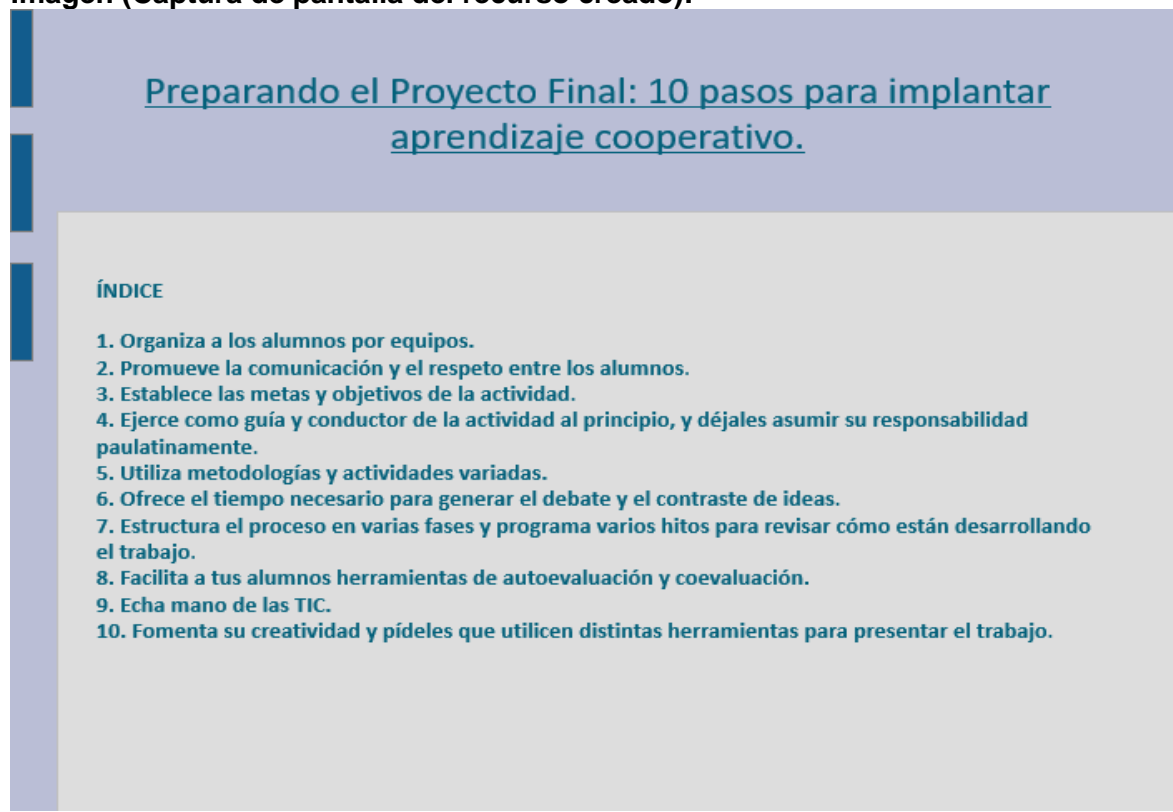 Imagen (Captura de pantalla del recurso creado):
Preparando el Proyecto Final: 10 pasos para implantar
aprendizaje cooperativo.
ÍNDICE
1. Organiza a los alumnos por equipos.
2. Promueve la comunicación y el respeto entre los alumnos.
3. Establece las metas y objetivos de la actividad.
4. Ejerce como guía y conductor de la actividad al principio, y déjales asumir su responsabilidad
paulatinamente.
5. Utiliza metodologías y actividades variadas.
6. Ofrece el tiempo necesario para generar el debate y el contraste de ideas.
7. Estructura el proceso en varias fases y programa varios hitos para revisar cómo están desarrollando
el trabajo.
8. Facilita a tus alumnos herramientas de autoevaluación y coevaluación.
9. Echa mano de las TIC.
10. Fomenta su creatividad y pídeles que utilicen distintas herramientas para presentar el trabajo.